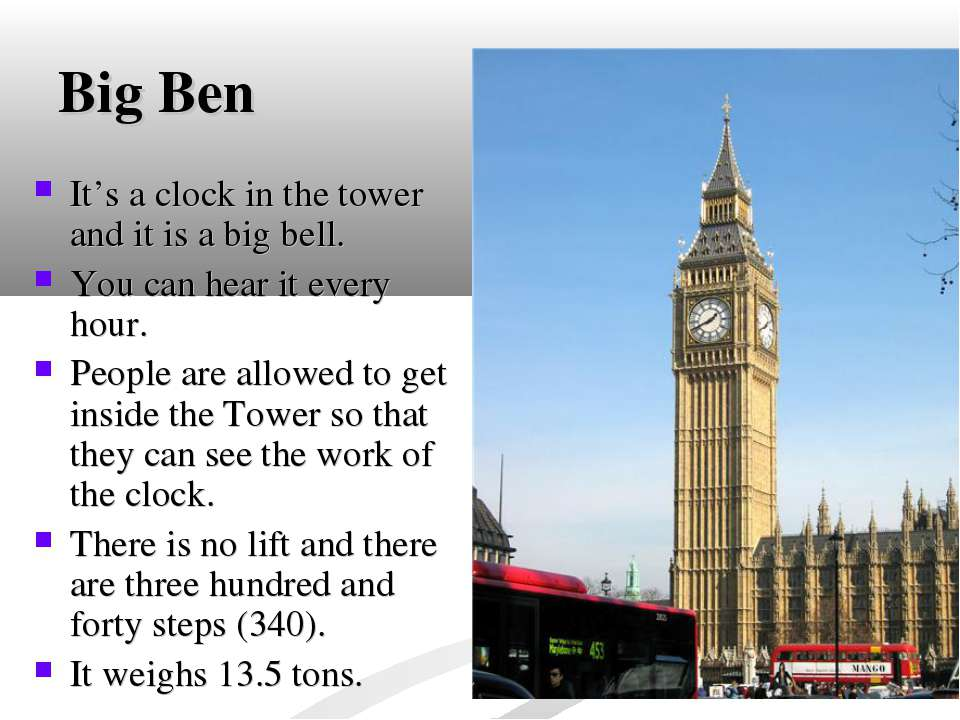 Big Ben
It’s a clock in the tower
and it is a big bell.
You can hear it every
hour.
People are allowed to get
inside the Tower so that
they can see the work of
the clock.
There is no lift and there
are three hundred and
forty steps (340).
It weighs 13.5 tons.
453
MANGO